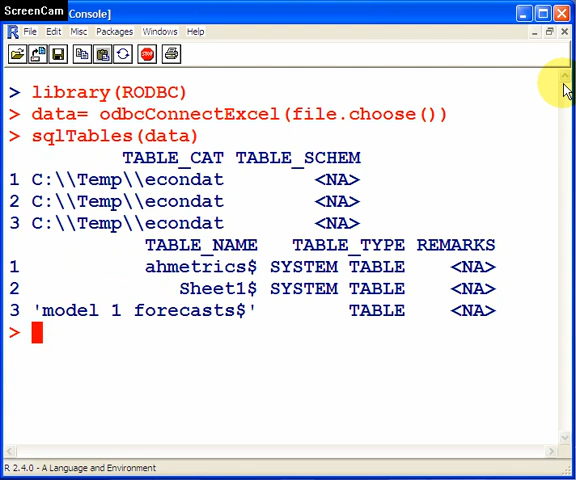 ScreenCam
Console]
File Edit Misc Packages Windows Help
STOP
> library(RODBC)
> data= odbcConnectExcel(file.choose())
> sqlTables(data)
TABLE_CAT TABLE_SCHEM
1 C:\\Temp\\econdat <NA>
2 C:\\Temp\\econdat <NA>
3 C:\\Temp\\econdat <NA>
TABLE_NAME TABLE_TYPE REMARKS
1 ahmetrics$ SYSTEM TABLE <NA>
2 Sheet1$ SYSTEM TABLE <NA>
3 'model 1 forecasts$' TABLE <NA>
>
R 2.4.0 - A Language and Environment